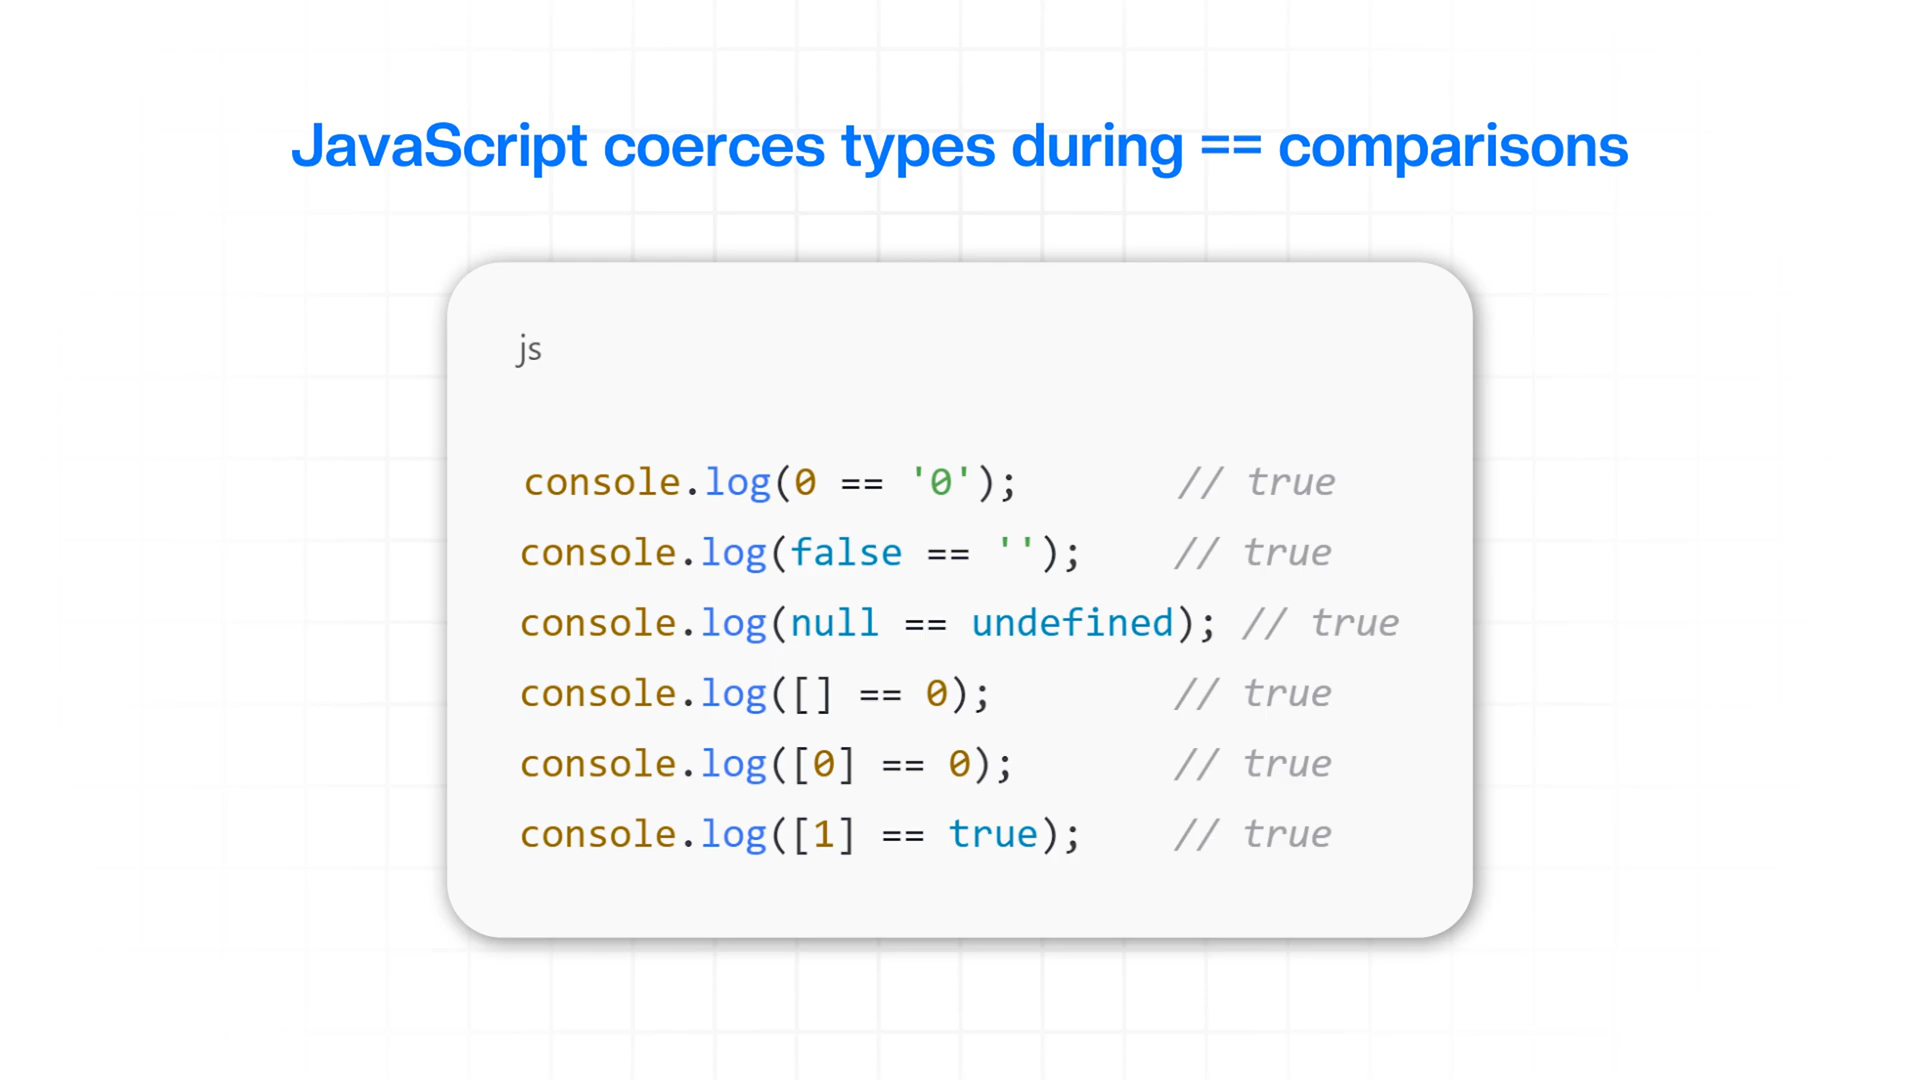 JavaScript coerces types during == comparisons
js
console.log(0 == '0');       // true
console.log(false == '');    // true
console.log(null == undefined); // true
console.log([] == 0);        // true
console.log([0] == 0);       // true
console.log([1] == true);    // true